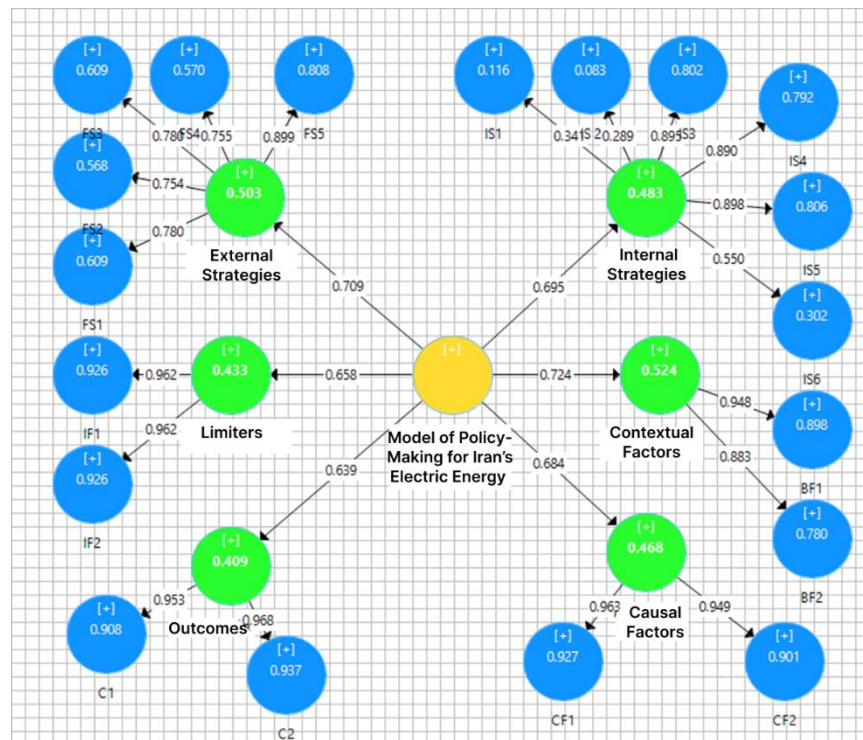 [+]
0.609
[+]
0.570
[+]
0.808
[+]
0.116
[+]
0.083
[+]
0.802
[+]
0.792
FS3
FS4
FS5
IS1
IS2
IS3
IS4
0.780
0.755
0.899
0.341
0.289
0.895
0.890
[+]
0.568
0.754
[+]
0.503
[+]
0.483
0.898
[+]
0.806
FS2
[+]
0.609
0.780
External
Strategies
Internal
Strategies
0.550
IS5
FS1
0.709
0.695
[+]
0.302
IS6
[+]
0.926
0.962
[+]
0.433
0.658
[+]
0.724
[+]
0.524
0.948
[+]
0.898
IF1
0.962
Limiters
Model of Policy-
Making for Iran's
Electric Energy
Contextual
Factors
0.883
BF1
[+]
0.926
0.639
0.684
[+]
0.780
IF2
BF2
[+]
0.409
[+]
0.468
0.953
0.968
Outcomes
0.963
0.949
Causal
Factors
[+]
0.908
[+]
0.937
[+]
0.927
[+]
0.901
C1
C2
CF1
CF2